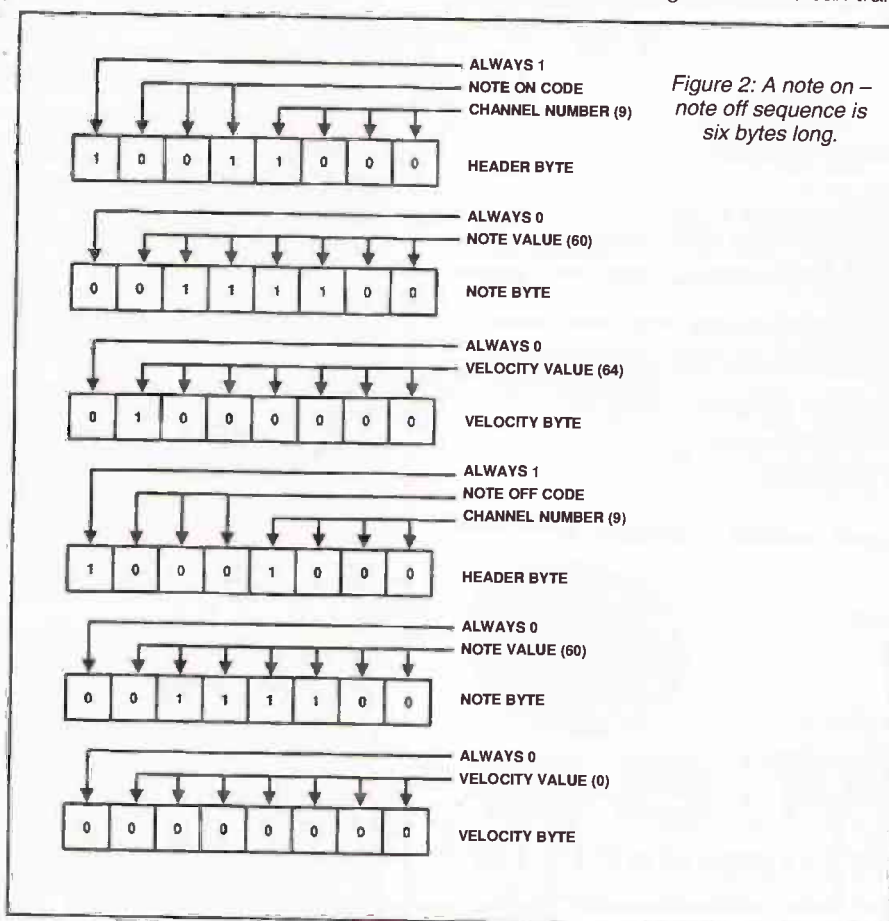 ALWAYS 1
NOTE ON CODE
CHANNEL NUMBER (9)
Figure 2: A note on –
note off sequence is
six bytes long.
1 0 0 1 1 0 0 0
HEADER BYTE
ALWAYS 0
NOTE VALUE (60)
0 0 1 1 1 1 0 0
NOTE BYTE
ALWAYS 0
VELOCITY VALUE (64)
0 1 0 0 0 0 0 0
VELOCITY BYTE
ALWAYS 1
NOTE OFF CODE
CHANNEL NUMBER (9)
1 0 0 0 1 0 0 0
HEADER BYTE
ALWAYS 0
NOTE VALUE (60)
0 0 1 1 1 1 0 0
NOTE BYTE
ALWAYS 0
VELOCITY VALUE (0)
0 0 0 0 0 0 0 0
VELOCITY BYTE